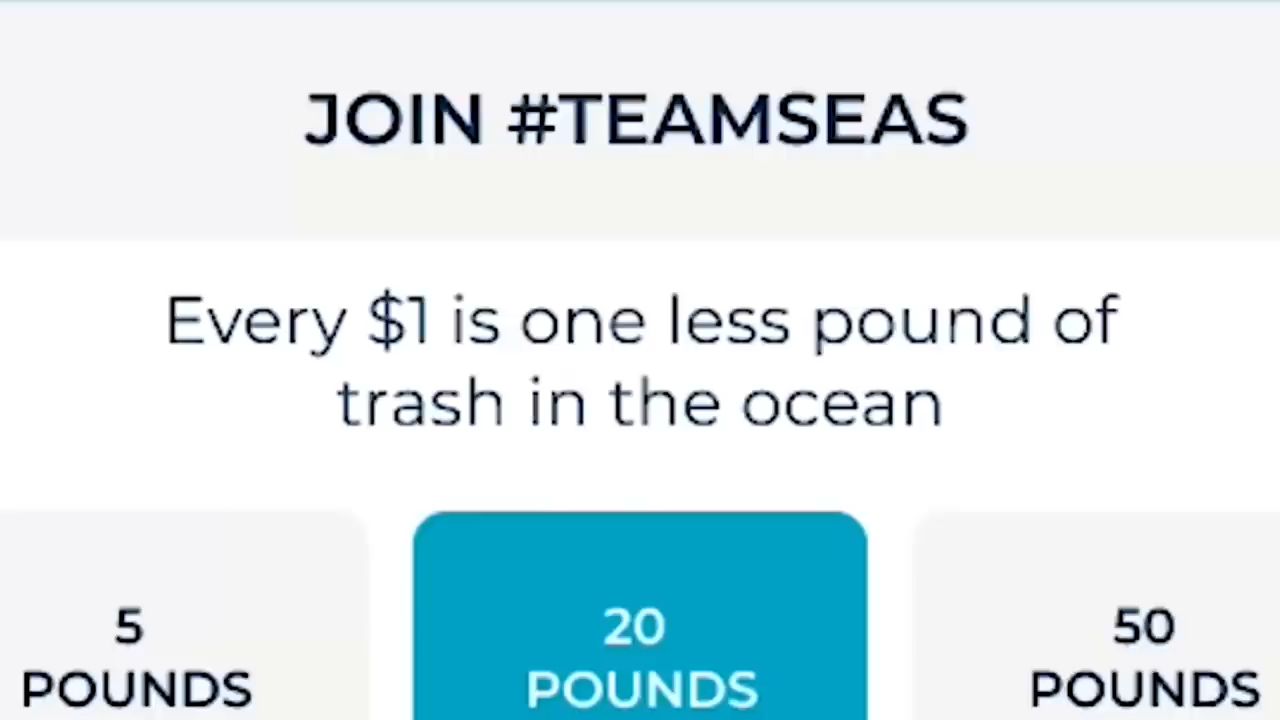 JOIN #TEAMSEAS
Every $1 is one less pound of
trash in the ocean
5
POUNDS
20
POUNDS
50
POUNDS